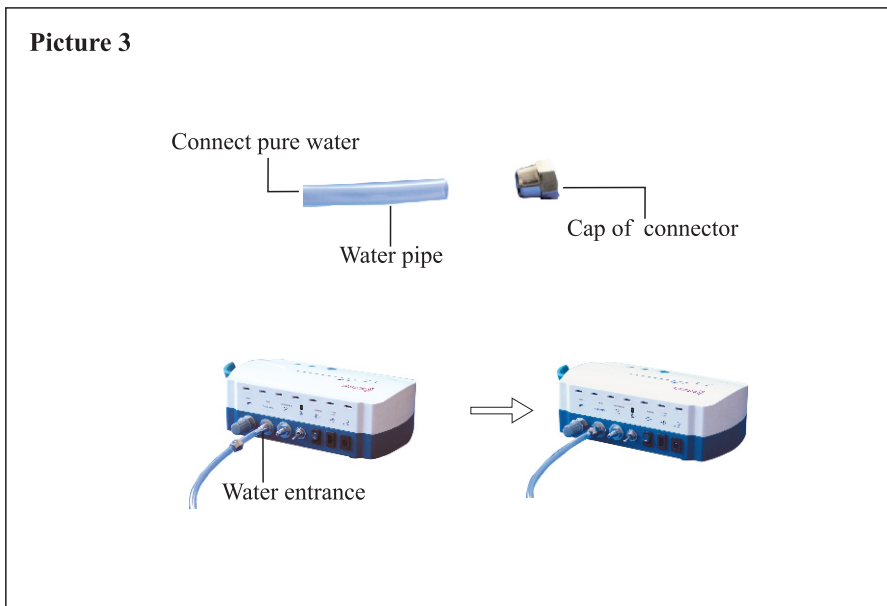 Picture 3
Connect pure water
Cap of connector
Water pipe
Water entrance